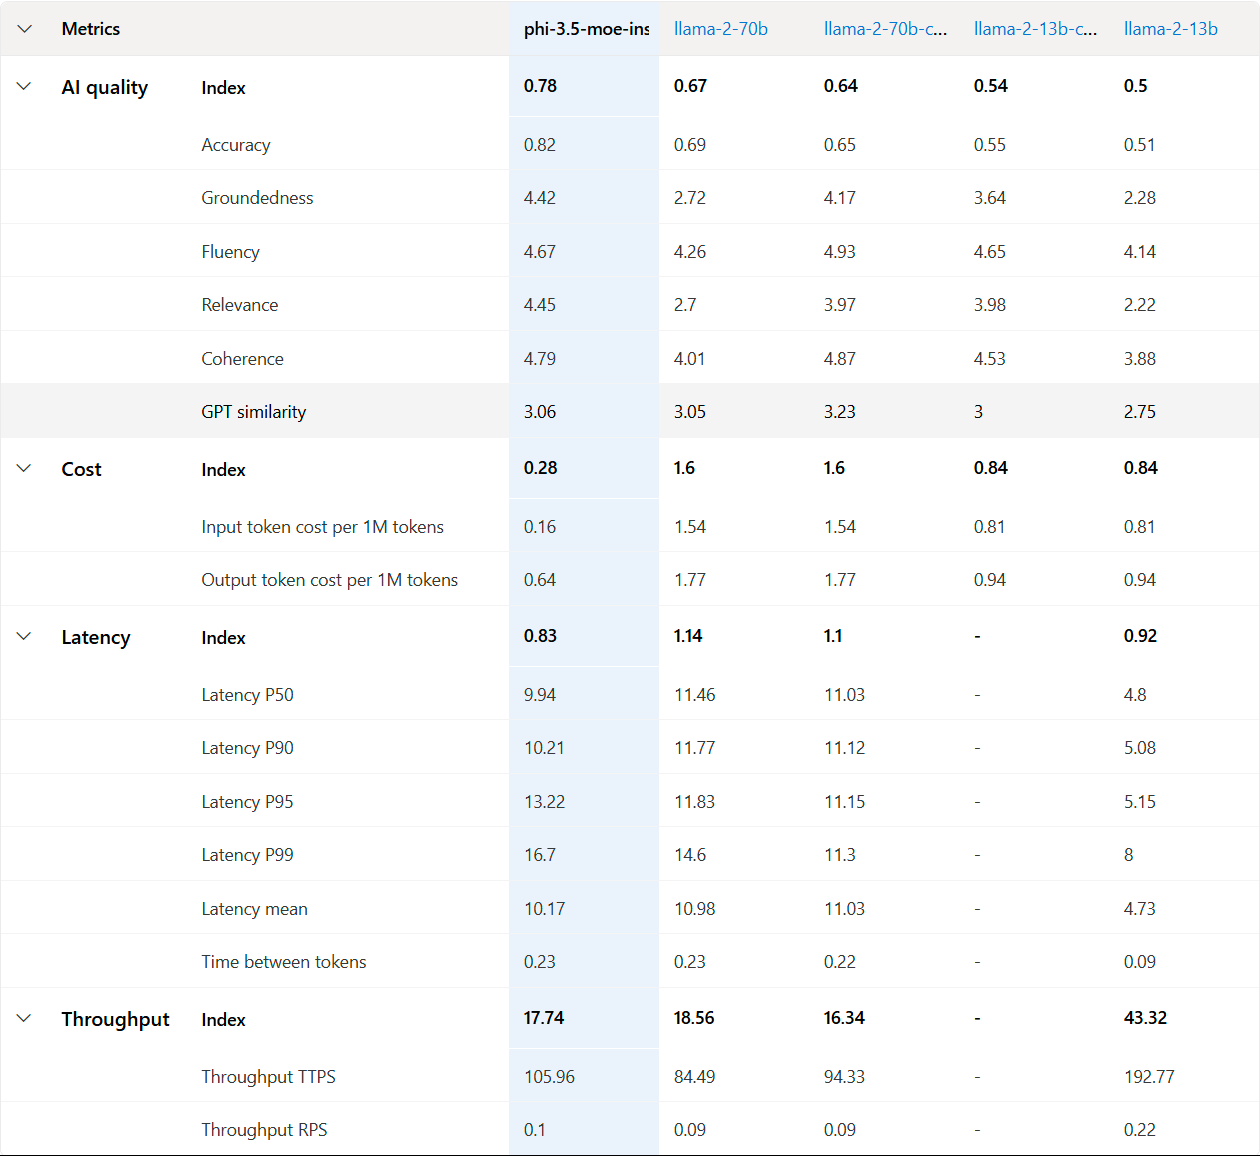 Metrics phi-3.5-moe-ins llama-2-70b llama-2-70b-c... llama-2-13b-c... llama-2-13b
AI quality Index 0.78 0.67 0.64 0.54 0.5
Accuracy 0.82 0.69 0.65 0.55 0.51
Groundedness 4.42 2.72 4.17 3.64 2.28
Fluency 4.67 4.26 4.93 4.65 4.14
Relevance 4.45 2.7 3.97 3.98 2.22
Coherence 4.79 4.01 4.87 4.53 3.88
GPT similarity 3.06 3.05 3.23 3 2.75
Cost Index 0.28 1.6 1.6 0.84 0.84
Input token cost per 1M tokens 0.16 1.54 1.54 0.81 0.81
Output token cost per 1M tokens 0.64 1.77 1.77 0.94 0.94
Latency Index 0.83 1.14 1.1 - 0.92
Latency P50 9.94 11.46 11.03 - 4.8
Latency P90 10.21 11.77 11.12 - 5.08
Latency P95 13.22 11.83 11.15 - 5.15
Latency P99 16.7 14.6 11.3 - 8
Latency mean 10.17 10.98 11.03 - 4.73
Time between tokens 0.23 0.23 0.22 - 0.09
Throughput Index 17.74 18.56 16.34 - 43.32
Throughput TTPS 105.96 84.49 94.33 - 192.77
Throughput RPS 0.1 0.09 0.09 - 0.22